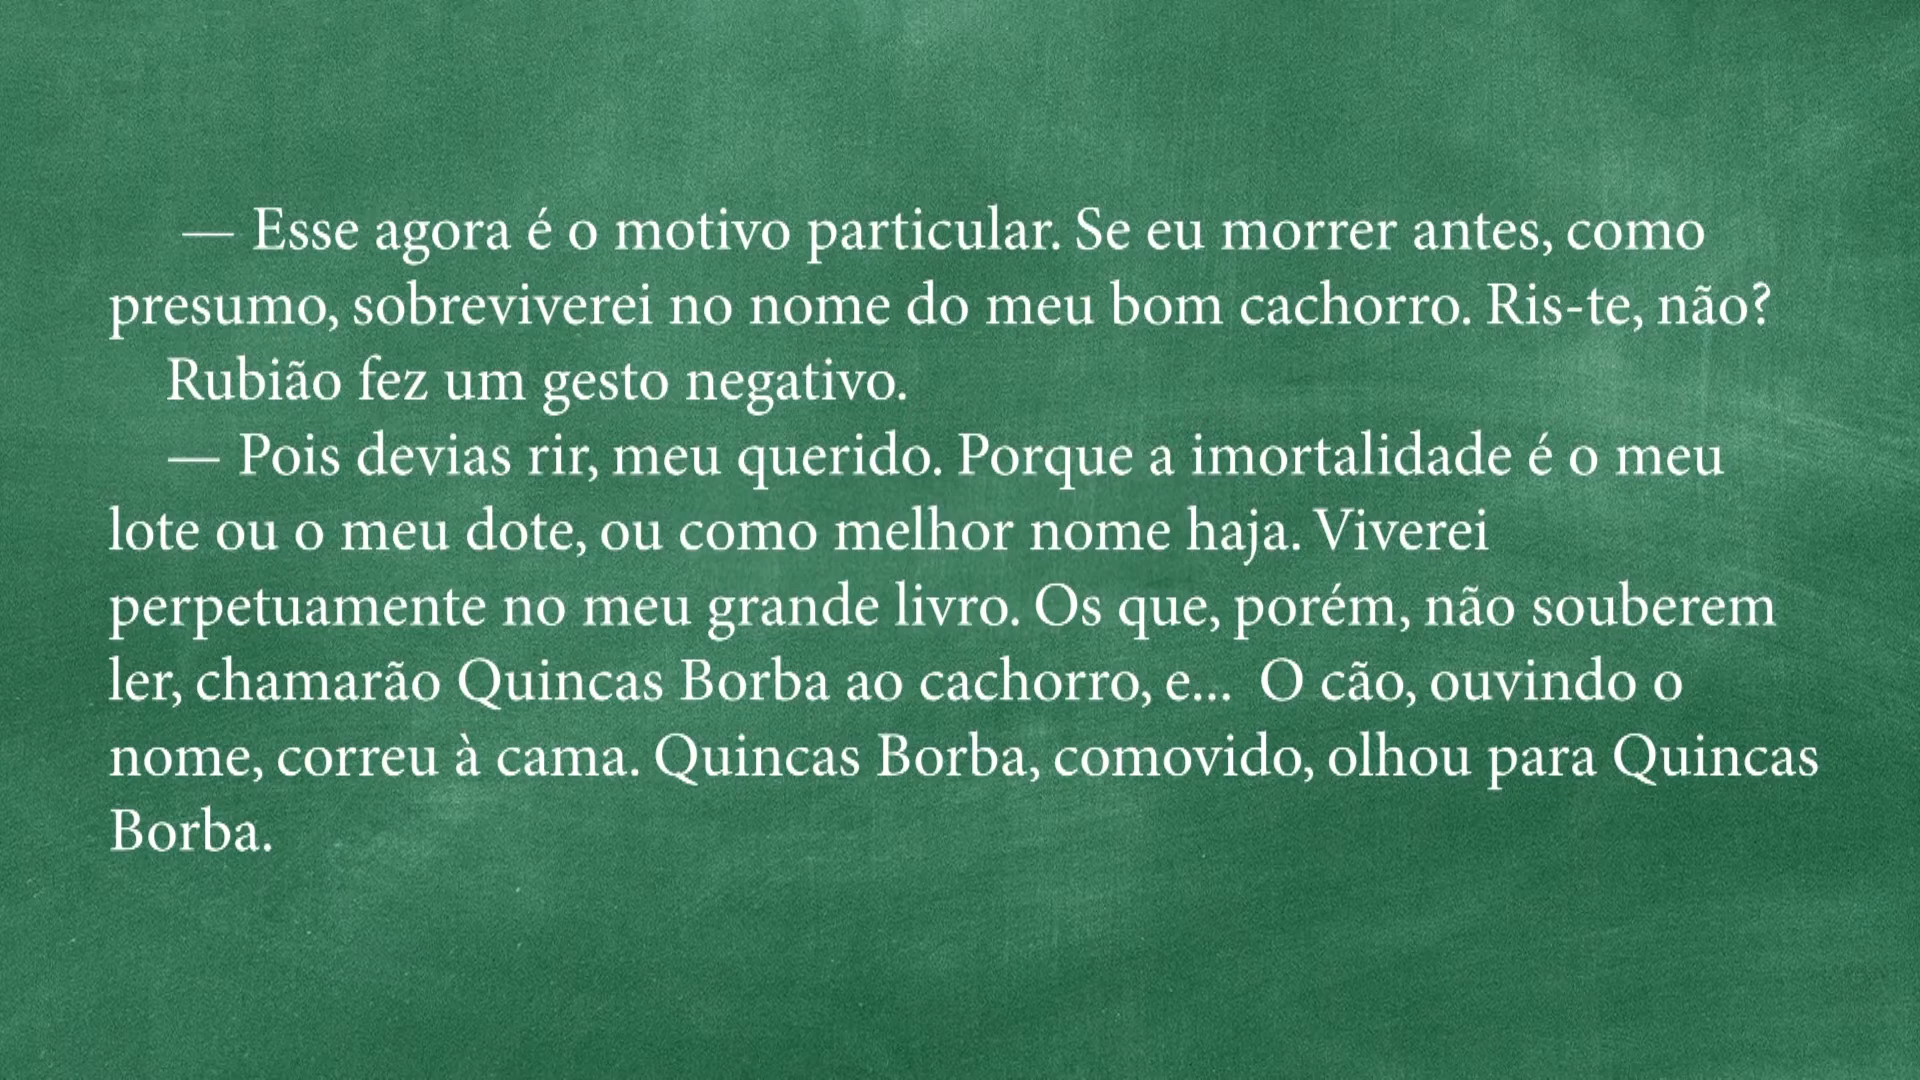 — Esse agora é o motivo particular. Se eu morrer antes, como
presumo, sobreviverei no nome do meu bom cachorro. Ris-te, não?
Rubião fez um gesto negativo.
— Pois devias rir, meu querido. Porque a imortalidade é o meu
lote ou o meu dote, ou como melhor nome haja. Viverei
perpetuamente no meu grande livro. Os que, porém, não souberem
ler, chamarão Quincas Borba ao cachorro, e... O cão, ouvindo o
nome, correu à cama. Quincas Borba, comovido, olhou para Quincas
Borba.